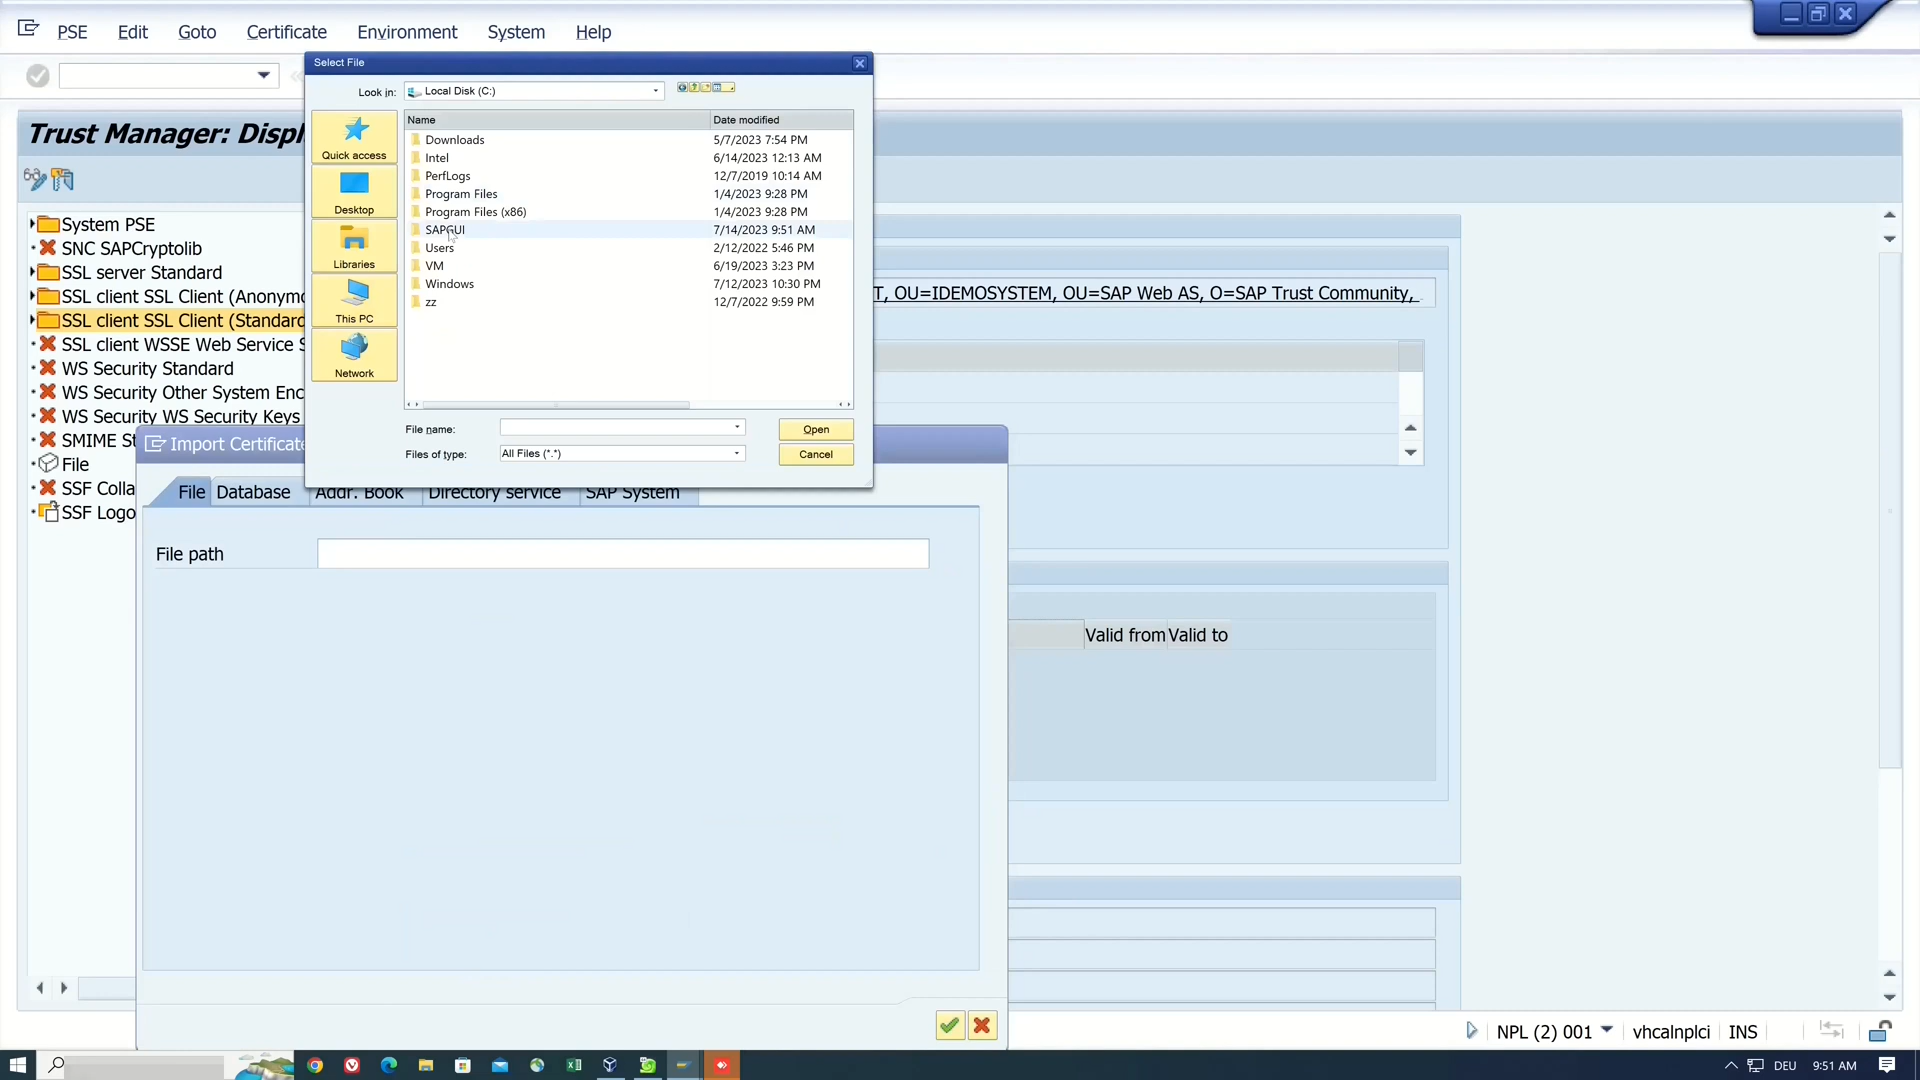 PSE Edit Goto Certificate Environment System Help
Select File
Look in: Local Disk (C:)
Trust Manager: Displ
Name Date modified
Quick access
Desktop
Libraries
This PC
Network
Downloads 5/7/2023 7:54 PM
Intel 6/14/2023 12:13 AM
PerfLogs 12/7/2019 10:14 AM
Program Files 1/4/2023 9:28 PM
Program Files (x86) 1/4/2023 9:28 PM
SAPGUI 7/14/2023 9:51 AM
Users 2/12/2022 5:46 PM
VM 6/19/2023 3:23 PM
Windows 7/12/2023 10:30 PM
zz 12/7/2022 9:59 PM
File name: Open
Files of type: All Files (*.*) Cancel
System PSE
SNC SAPCryptolib
SSL server Standard
SSL client SSL Client (Anonymo
SSL client SSL Client (Standard
SSL client WSSE Web Service S
WS Security Standard
WS Security Other System Enc
WS Security WS Security Keys
SMIME St
File
SSF Colla
SSF Logo
T, OU=IDEMOSYSTEM, OU=SAP Web AS, O=SAP Trust Community,
Import Certificate
File Database Addr. Book Directory service SAP System
File path
Valid from Valid to
NPL (2) 001 vhcalnplci INS
DEU 9:51 AM